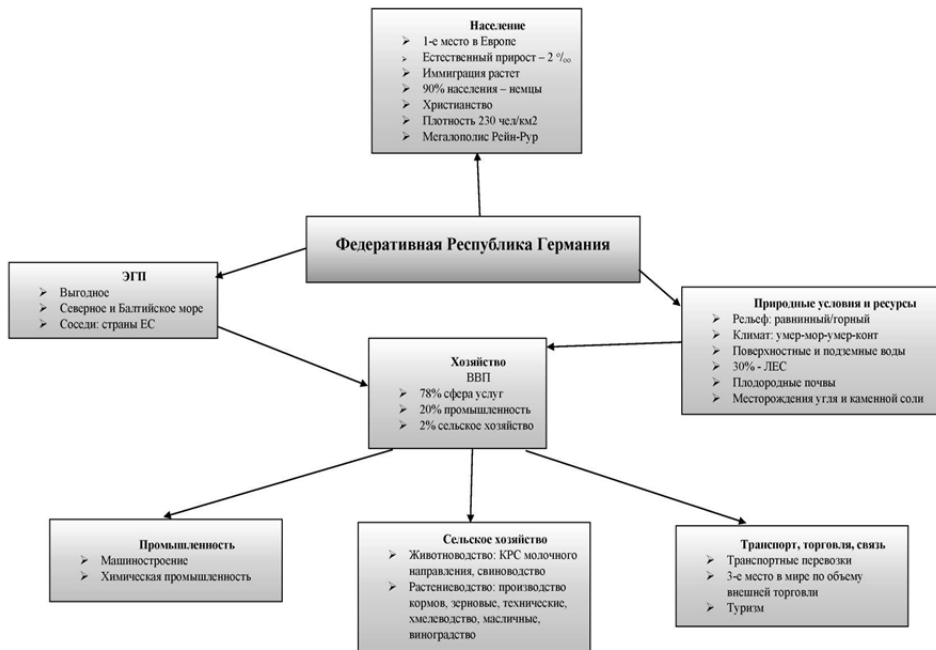 Население
1-е место в Европе
Естественный прирост – 2 ‰
Иммиграция растет
90% населения – немцы
Христианство
Плотность 230 чел/км2
Мегалополис Рейн-Рур
Федеративная Республика Германия
ЭГП
Выгодное
Северное и Балтийское море
Соседи: страны ЕС
Природные условия и ресурсы
Рельеф: равнинный/горный
Климат: умер-мор-умер-конт
Поверхностные и подземные воды
30% - ЛЕС
Плодородные почвы
Месторождения угля и каменной соли
Хозяйство
ВВП
78% сфера услуг
20% промышленность
2% сельское хозяйство
Промышленность
Машиностроение
Химическая промышленность
Сельское хозяйство
Животноводство: КРС молочного
направления, свиноводство
Растениеводство: производство
кормов, зерновые, технические,
хмелеводство, масличные,
виноградство
Транспорт, торговля, связь
Транспортные перевозки
3-е место в мире по объему
внешней торговли
Туризм